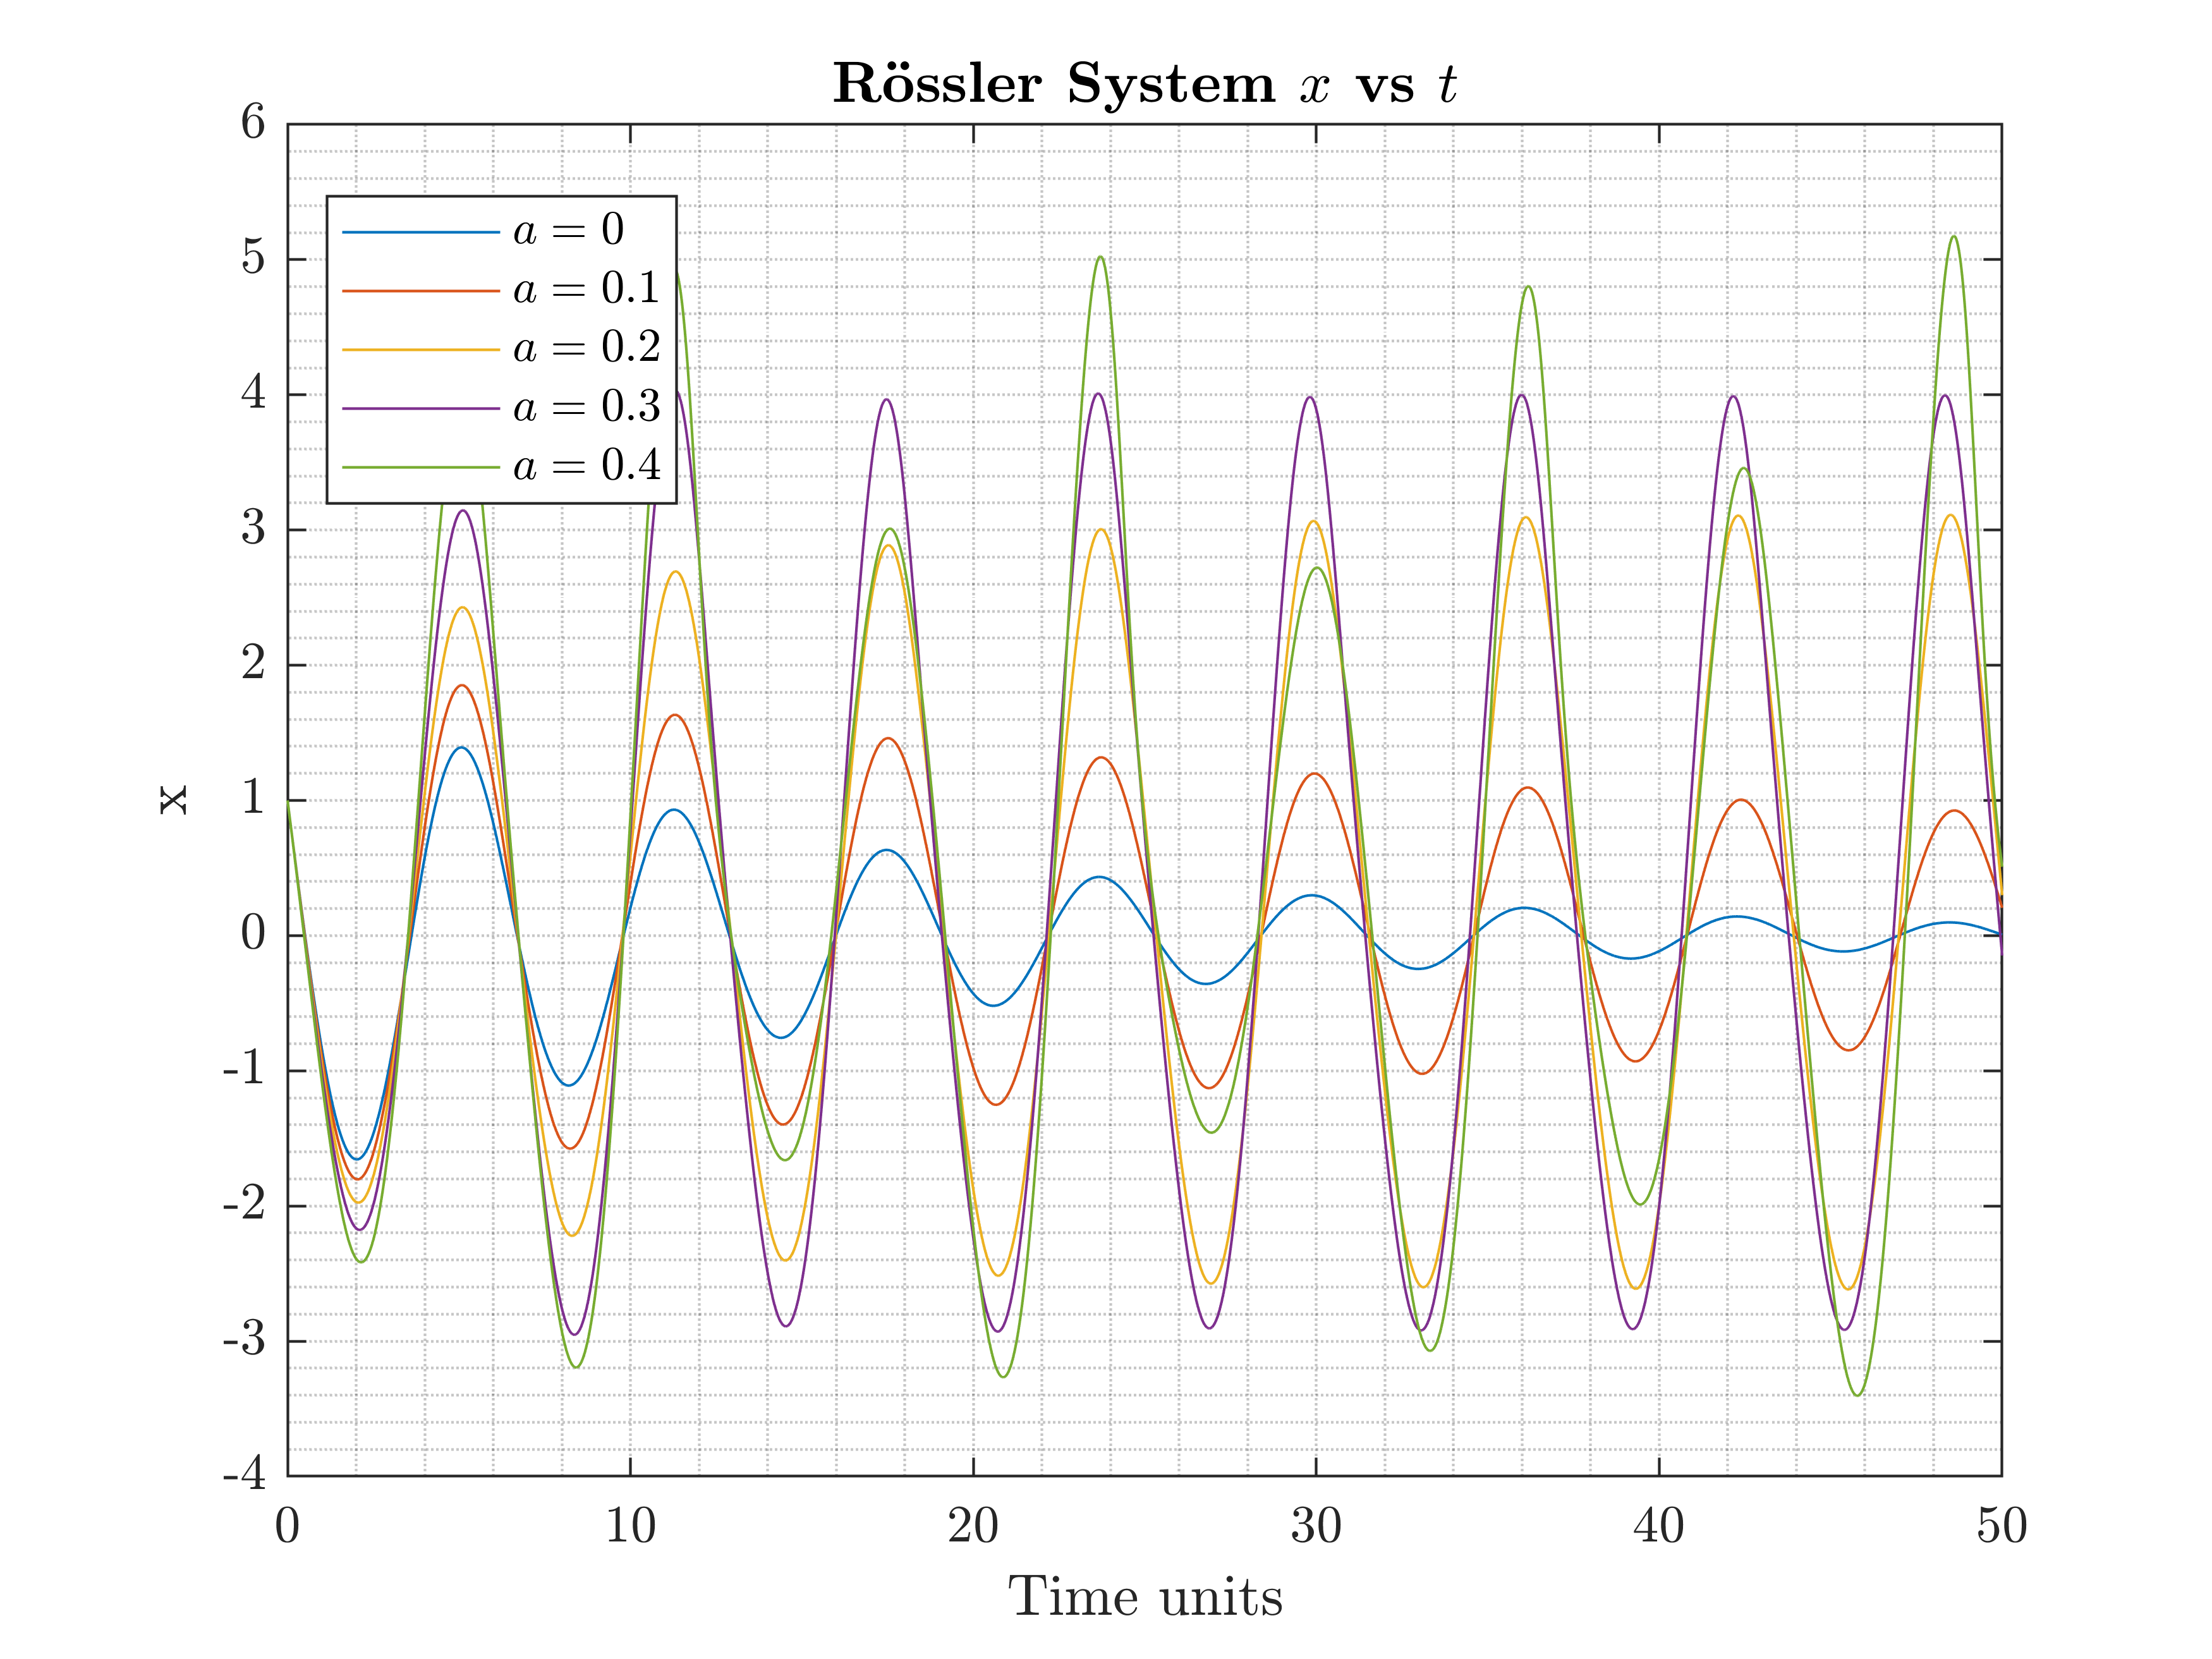 Rössler System x vs t
6
5
4
3
2
1
0
-1
-2
-3
-4
a = 0
a = 0.1
a = 0.2
a = 0.3
a = 0.4
x
0 10 20 30 40 50
Time units